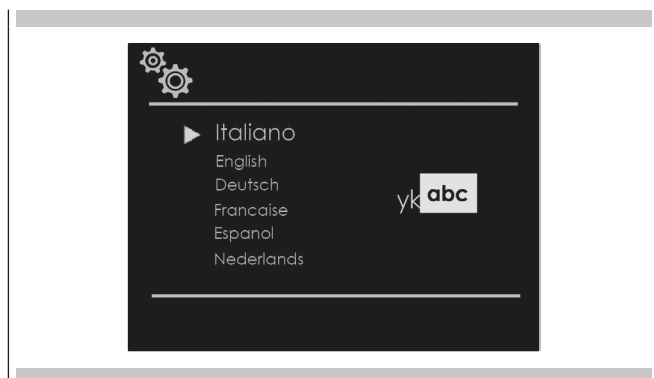 Italiano
English
Deutsch
Francaise
yk abc
Espanol
Nederlands